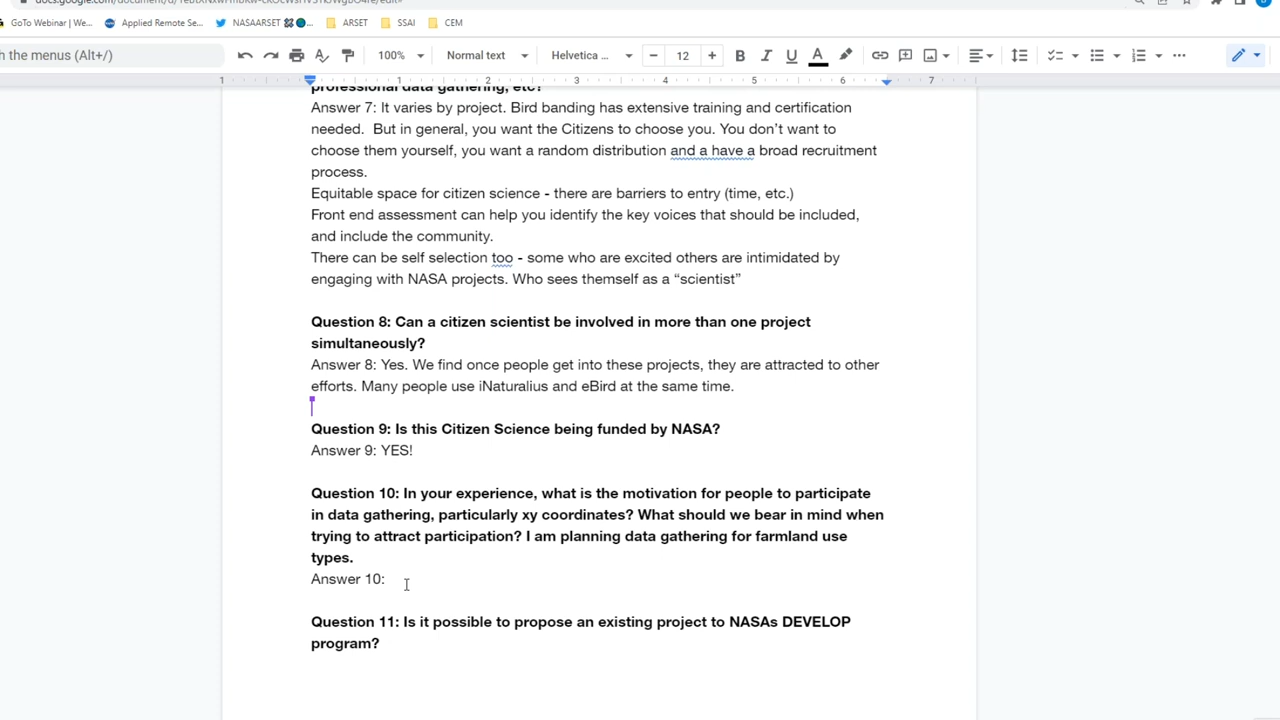 GoTo Webinar | We...
Applied Remote Se...
NASAARSET
ARSET
SSAI
CEM
h the menus (Alt+/)
100%
Normal text
Helvetica ...
12
1 1 2 3 4 5 6 7
professional data gathering, etc?
Answer 7: It varies by project. Bird banding has extensive training and certification
needed. But in general, you want the Citizens to choose you. You don’t want to
choose them yourself, you want a random distribution and a have a broad recruitment
process.
Equitable space for citizen science - there are barriers to entry (time, etc.)
Front end assessment can help you identify the key voices that should be included,
and include the community.
There can be self selection too - some who are excited others are intimidated by
engaging with NASA projects. Who sees themself as a “scientist”
Question 8: Can a citizen scientist be involved in more than one project
simultaneously?
Answer 8: Yes. We find once people get into these projects, they are attracted to other
efforts. Many people use iNaturalius and eBird at the same time.
Question 9: Is this Citizen Science being funded by NASA?
Answer 9: YES!
Question 10: In your experience, what is the motivation for people to participate
in data gathering, particularly xy coordinates? What should we bear in mind when
trying to attract participation? I am planning data gathering for farmland use
types.
Answer 10:
Question 11: Is it possible to propose an existing project to NASAs DEVELOP
program?